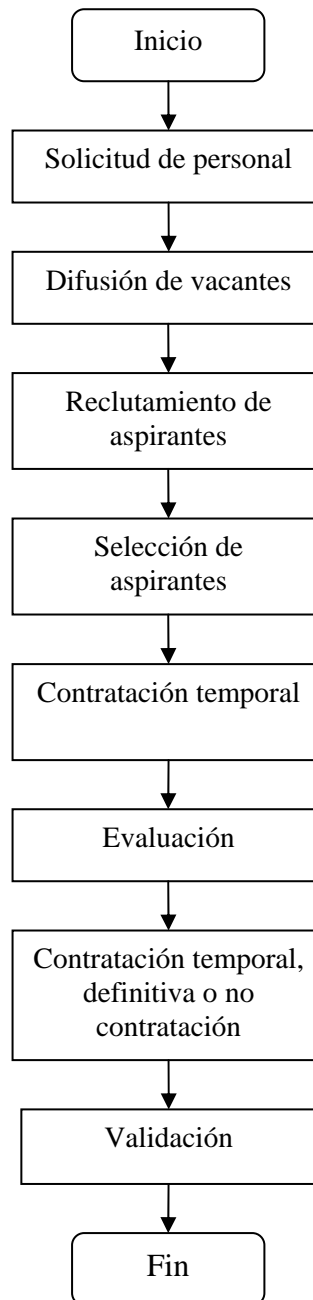 Inicio
Solicitud de personal
Difusión de vacantes
Reclutamiento de
aspirantes
Selección de
aspirantes
Contratación temporal
Evaluación
Contratación temporal,
definitiva o no
contratación
Validación
Fin